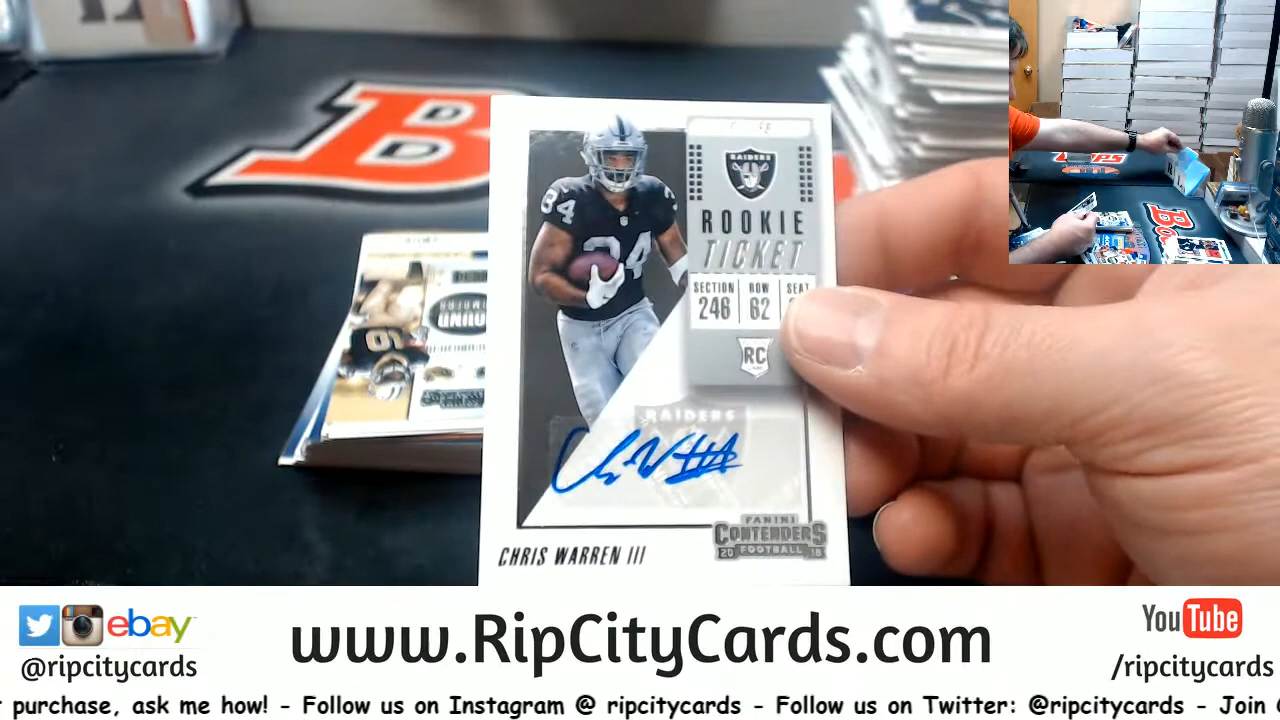 RAIDERS
ROOKIE
TICKET
SECTION ROW SEAT
246 62
RC
34
34
RAIDERS
PANINI
CONTENDERS
20 FOOTBALL 18
CHRIS WARREN III
ebay
@ripcitycards
www.RipCityCards.com
YouTube
/ripcitycards
purchase, ask me how! - Follow us on Instagram @ ripcitycards - Follow us on Twitter: @ripcitycards - Join